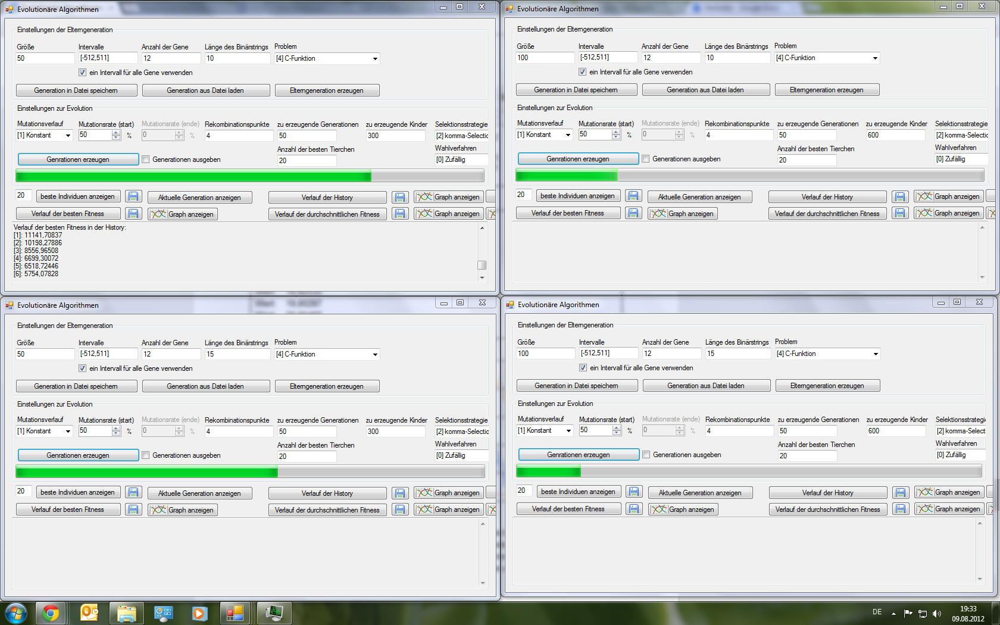 Evolutionäre Algorithmen
Einstellungen der Elterngeneration
Größe Intervalle Anzahl der Gene Länge des Binärstrings Problem
50 [-512,511] 12 10 [4] C-Funktion
ein Intervall für alle Gene verwenden
Generation in Datei speichern Generation aus Datei laden Elterngeneration erzeugen
Einstellungen zur Evolution
Mutationsverlauf Mutationsrate (start) Mutationsrate (ende) Rekombinationspunkte zu erzeugende Generationen zu erzeugende Kinder Selektionsstrategie
[1] Konstant 50 % 0 % 4 50 300 [2] komma-Selectio
Anzahl der besten Tierchen Wahlverfahren
Genrationen erzeugen Generationen ausgeben 20 [0] Zufällig
20 beste Individuen anzeigen Aktuelle Generation anzeigen Verlauf der History Graph anzeigen
Verlauf der besten Fitness Graph anzeigen Verlauf der durchschnittlichen Fitness Graph anzeigen
Verlauf der besten Fitness in der History:
[1]: 11141,70837
[2]: 10198,27886
[3]: 8556,96508
[4]: 6699,30072
[5]: 6518,72446
[6]: 5754,07828
Evolutionäre Algorithmen
Einstellungen der Elterngeneration
Größe Intervalle Anzahl der Gene Länge des Binärstrings Problem
100 [-512,511] 12 10 [4] C-Funktion
ein Intervall für alle Gene verwenden
Generation in Datei speichern Generation aus Datei laden Elterngeneration erzeugen
Einstellungen zur Evolution
Mutationsverlauf Mutationsrate (start) Mutationsrate (ende) Rekombinationspunkte zu erzeugende Generationen zu erzeugende Kinder Selektionsstrategie
[1] Konstant 50 % 0 % 4 50 600 [2] komma-Selectio
Anzahl der besten Tierchen Wahlverfahren
Genrationen erzeugen Generationen ausgeben 20 [0] Zufällig
20 beste Individuen anzeigen Aktuelle Generation anzeigen Verlauf der History Graph anzeigen
Verlauf der besten Fitness Graph anzeigen Verlauf der durchschnittlichen Fitness Graph anzeigen
Evolutionäre Algorithmen
Einstellungen der Elterngeneration
Größe Intervalle Anzahl der Gene Länge des Binärstrings Problem
50 [-512,511] 12 15 [4] C-Funktion
ein Intervall für alle Gene verwenden
Generation in Datei speichern Generation aus Datei laden Elterngeneration erzeugen
Einstellungen zur Evolution
Mutationsverlauf Mutationsrate (start) Mutationsrate (ende) Rekombinationspunkte zu erzeugende Generationen zu erzeugende Kinder Selektionsstrategie
[1] Konstant 50 % 0 % 4 50 300 [2] komma-Selectio
Anzahl der besten Tierchen Wahlverfahren
Genrationen erzeugen Generationen ausgeben 20 [0] Zufällig
20 beste Individuen anzeigen Aktuelle Generation anzeigen Verlauf der History Graph anzeigen
Verlauf der besten Fitness Graph anzeigen Verlauf der durchschnittlichen Fitness Graph anzeigen
Evolutionäre Algorithmen
Einstellungen der Elterngeneration
Größe Intervalle Anzahl der Gene Länge des Binärstrings Problem
100 [-512,511] 12 15 [4] C-Funktion
ein Intervall für alle Gene verwenden
Generation in Datei speichern Generation aus Datei laden Elterngeneration erzeugen
Einstellungen zur Evolution
Mutationsverlauf Mutationsrate (start) Mutationsrate (ende) Rekombinationspunkte zu erzeugende Generationen zu erzeugende Kinder Selektionsstrategi
[1] Konstant 50 % 0 % 4 50 600 [2] komma-Select
Anzahl der besten Tierchen Wahlverfahren
Genrationen erzeugen Generationen ausgeben 20 [0] Zufällig
20 beste Individuen anzeigen Aktuelle Generation anzeigen Verlauf der History Graph anzeigen
Verlauf der besten Fitness Graph anzeigen Verlauf der durchschnittlichen Fitness Graph anzeigen
DE 19:33
09.08.2012